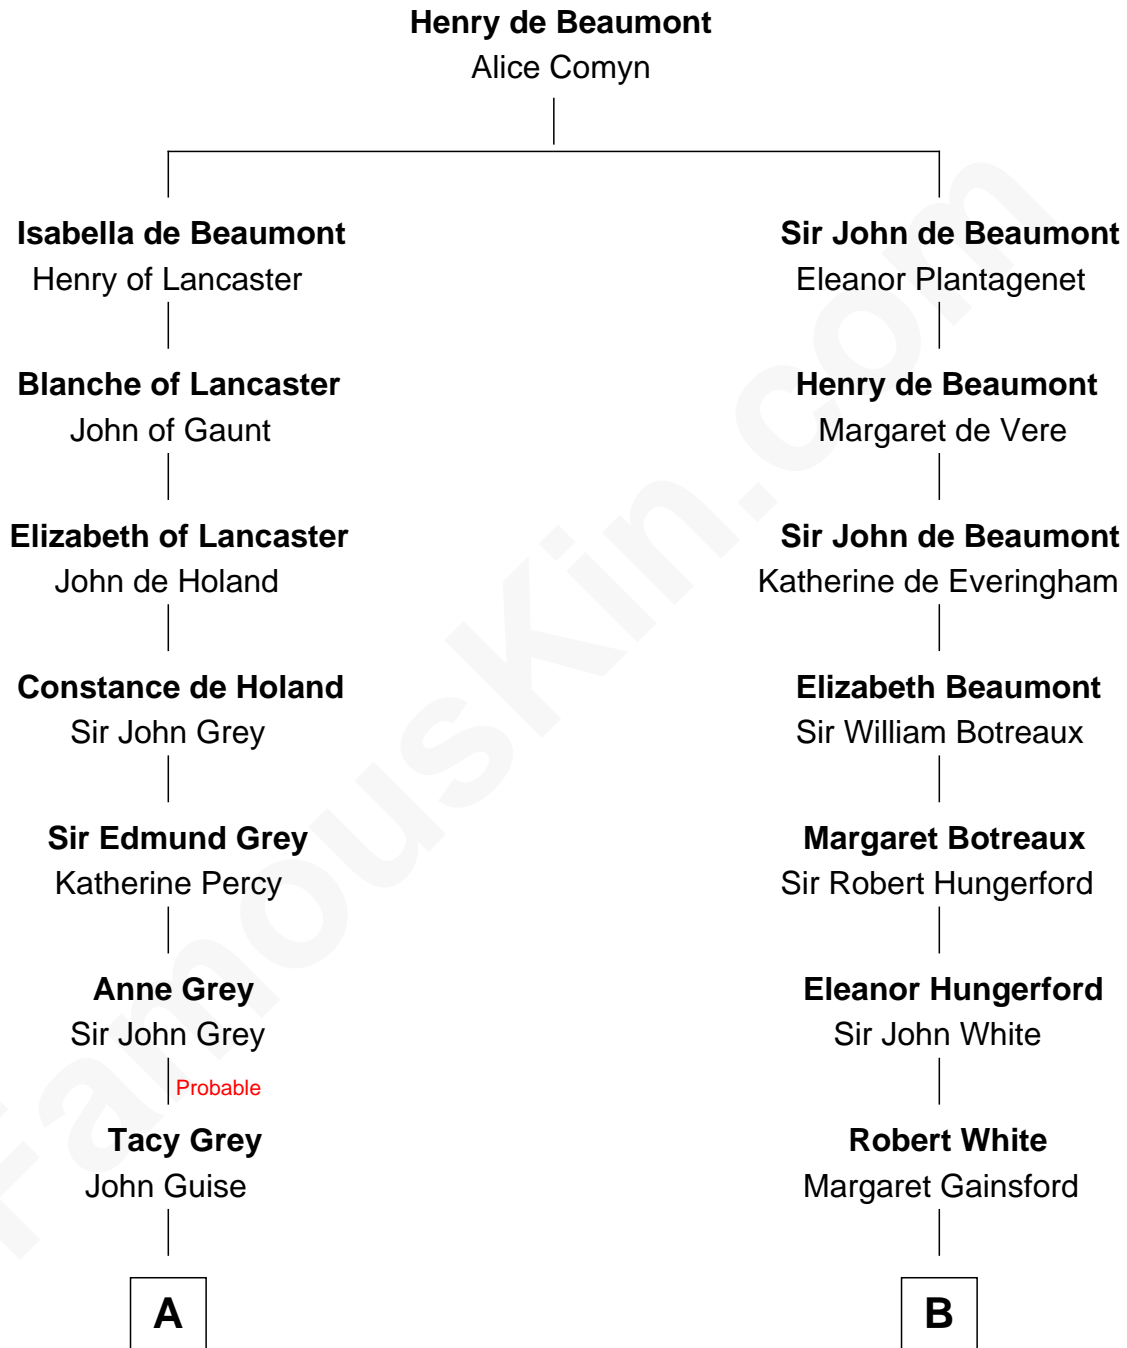 Henry de Beaumont
Alice Comyn
Isabella de Beaumont
Henry of Lancaster
Sir John de Beaumont
Eleanor Plantagenet
Blanche of Lancaster
John of Gaunt
Henry de Beaumont
Margaret de Vere
Elizabeth of Lancaster
John de Holand
Sir John de Beaumont
Katherine de Everingham
Constance de Holand
Sir John Grey
Elizabeth Beaumont
Sir William Botreaux
Sir Edmund Grey
Katherine Percy
Margaret Botreaux
Sir Robert Hungerford
Anne Grey
Sir John Grey
Eleanor Hungerford
Sir John White
Probable
Tacy Grey
John Guise
Robert White
Margaret Gainsford
A
B
FamousKin.com